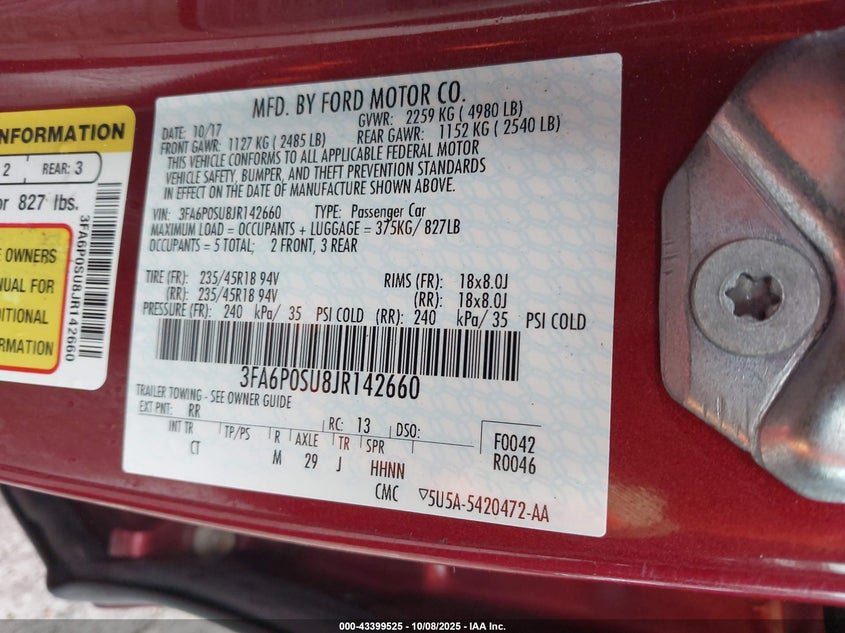 INFORMATION
2 REAR: 3
or 827 lbs.
E OWNERS
NUAL FOR
DITIONAL
ORMATION
3FA6P0SU8JR142660
MFD. BY FORD MOTOR CO.
DATE: 10/17 GVWR: 2259 KG ( 4980 LB)
FRONT GAWR: 1127 KG ( 2485 LB) REAR GAWR: 1152 KG ( 2540 LB)
THIS VEHICLE CONFORMS TO ALL APPLICABLE FEDERAL MOTOR
VEHICLE SAFETY, BUMPER, AND THEFT PREVENTION STANDARDS
IN EFFECT ON THE DATE OF MANUFACTURE SHOWN ABOVE.
VIN: 3FA6P0SU8JR142660 TYPE: Passenger Car
MAXIMUM LOAD = OCCUPANTS + LUGGAGE = 375KG/ 827LB
OCCUPANTS = 5 TOTAL; 2 FRONT, 3 REAR
TIRE (FR): 235/45R18 94V RIMS (FR): 18x8.0J
(RR): 235/45R18 94V (RR): 18x8.0J
PRESSURE (FR): 240 kPa/ 35 PSI COLD (RR): 240 kPa/ 35 PSI COLD
3FA6P0SU8JR142660
TRAILER TOWING - SEE OWNER GUIDE
EXT PNT: RR RC: 13 DSO:
INT TR TP/PS R AXLE TR SPR F0042
CT M 29 J HHNN R0046
CMC ▽5U5A-5420472-AA
000-43399525 | 10/08/2025 | IAA Inc.